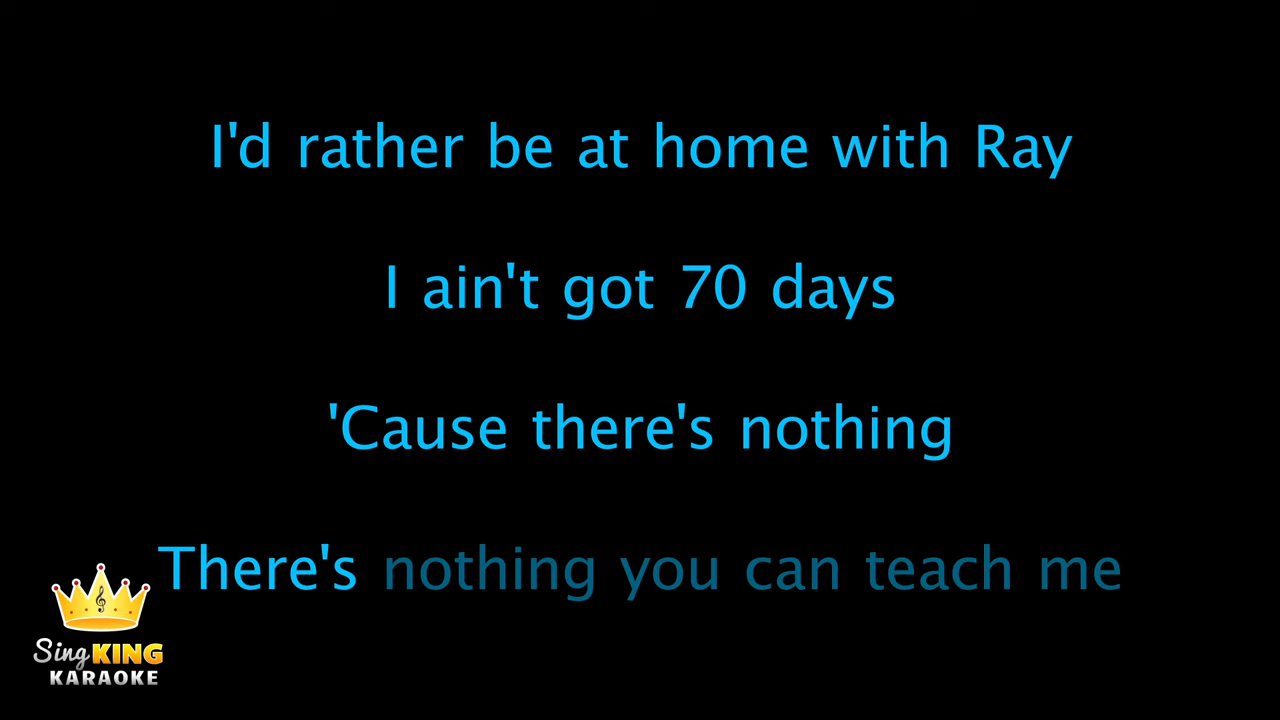 I'd rather be at home with Ray
I ain't got 70 days
'Cause there's nothing
There's nothing you can teach me
Sing KING
KARAOKE